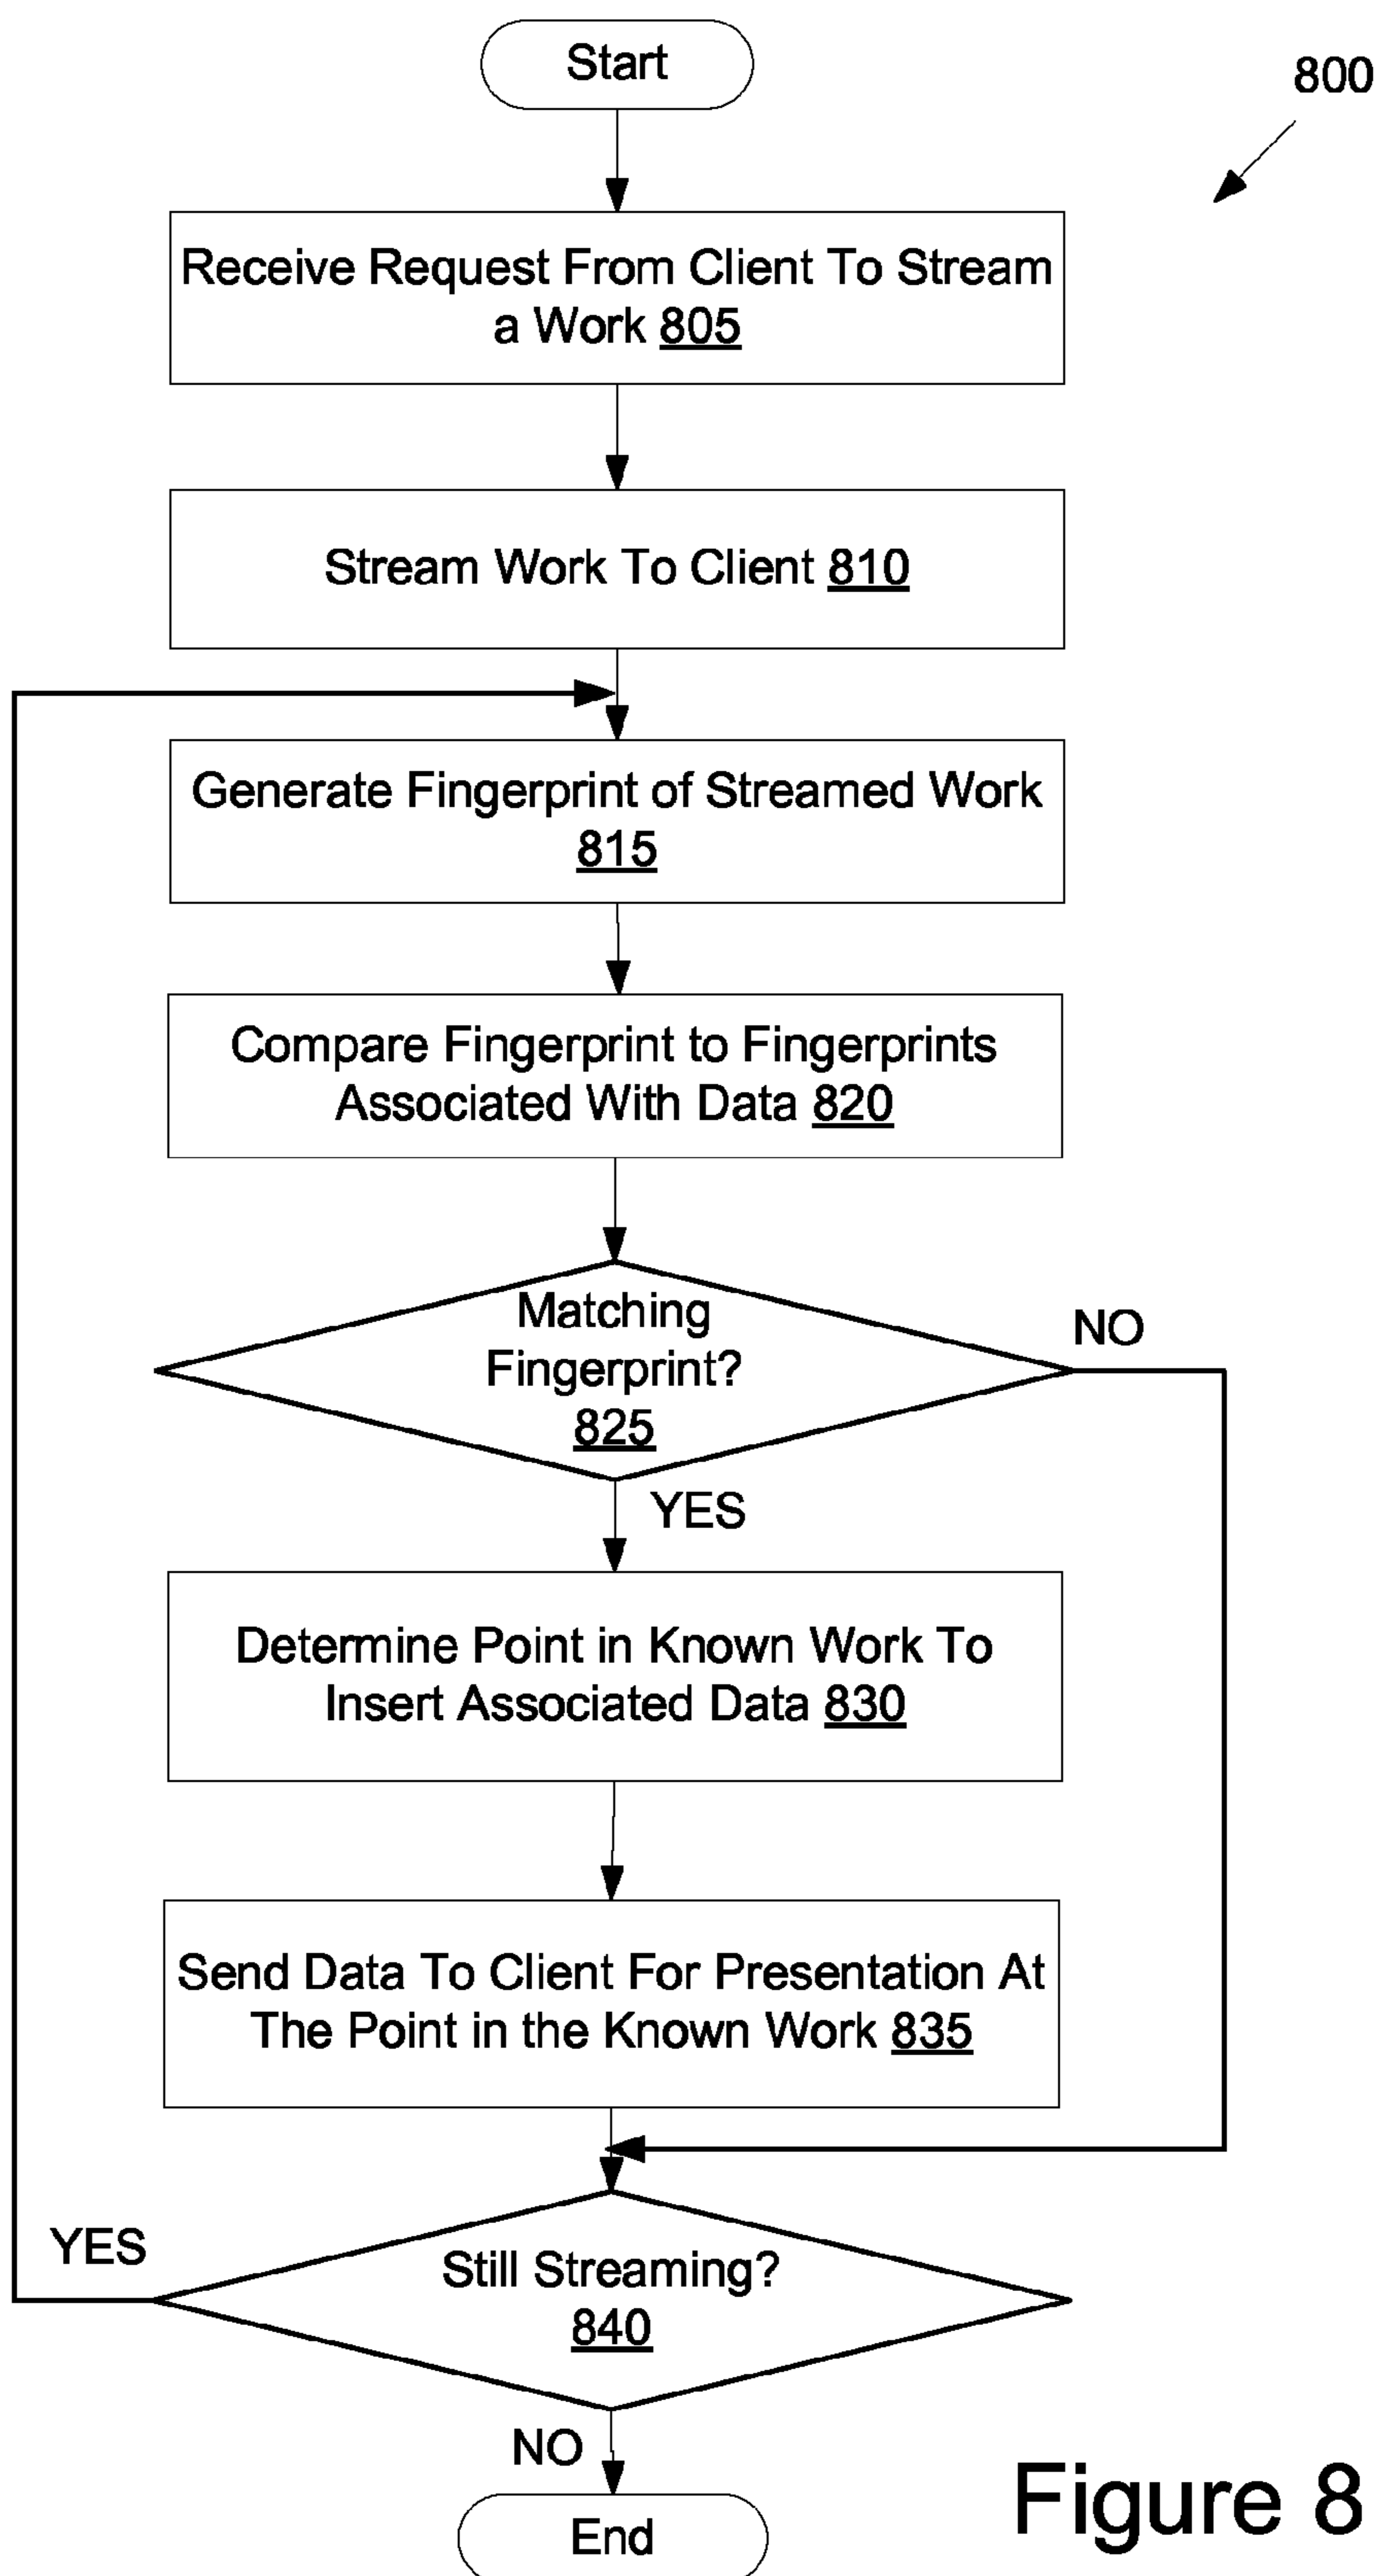 Start
800
Receive Request From Client To Stream
a Work 805
Stream Work To Client 810
Generate Fingerprint of Streamed Work
815
Compare Fingerprint to Fingerprints
Associated With Data 820
Matching
Fingerprint?
825
NO
YES
Determine Point in Known Work To
Insert Associated Data 830
Send Data To Client For Presentation At
The Point in the Known Work 835
YES
Still Streaming?
840
NO
End
Figure 8